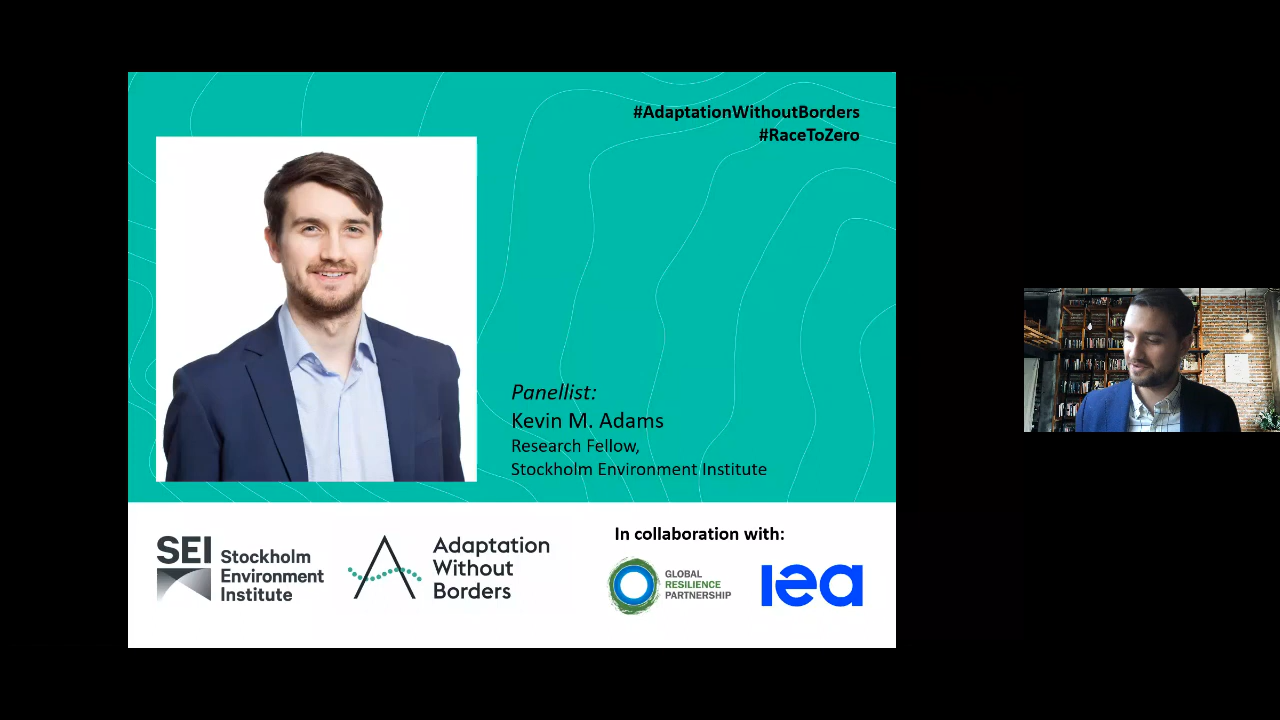 #AdaptationWithoutBorders
#RaceToZero
Panellist:
Kevin M. Adams
Research Fellow,
Stockholm Environment Institute
SEI Stockholm
Environment
Institute
Adaptation
Without
Borders
In collaboration with:
GLOBAL
RESILIENCE
PARTNERSHIP
iea